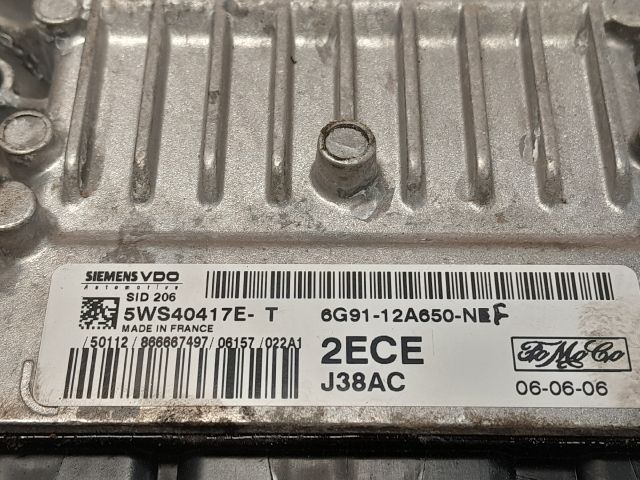 SIEMENS VDO
Automotive
SID 206
5WS40417E- T
MADE IN FRANCE
/50112/866667497/06157/022A1
6G91-12A650-NEF
2ECE
J38AC
FoMoCo
06-06-06